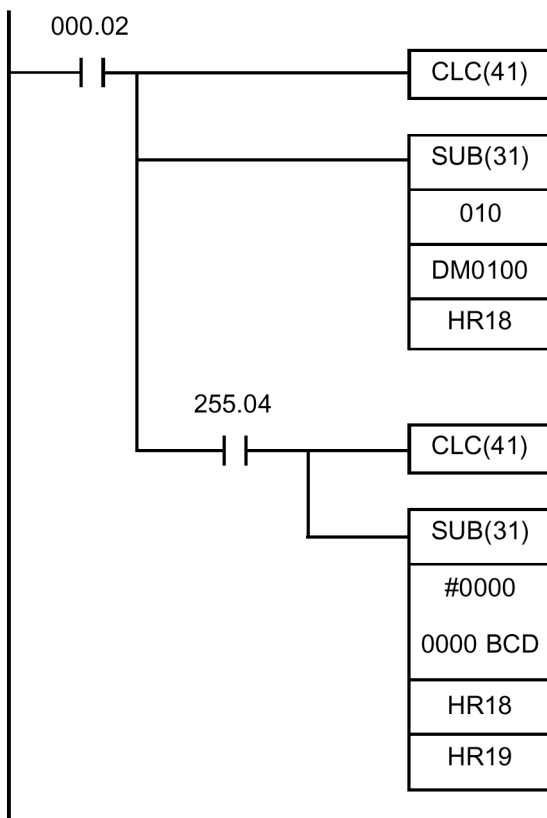 000.02
CLC(41)
SUB(31)
010
DM0100
HR18
255.04
CLC(41)
SUB(31)
#0000
0000 BCD
HR18
HR19